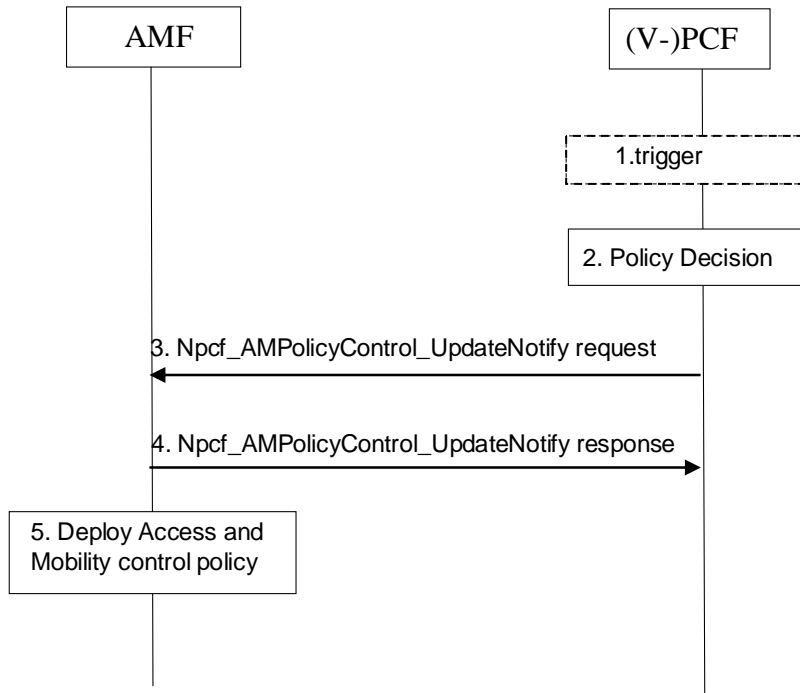 AMF
(V-)PCF
1.trigger
2. Policy Decision
3. Npcf_AMPolicyControl_UpdateNotify request
4. Npcf_AMPolicyControl_UpdateNotify response
5. Deploy Access and
Mobility control policy